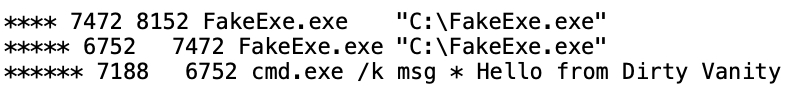 **** 7472 8152 FakeExe.exe "C:\FakeExe.exe"
***** 6752 7472 FakeExe.exe "C:\FakeExe.exe"
****** 7188 6752 cmd.exe /k msg * Hello from Dirty Vanity